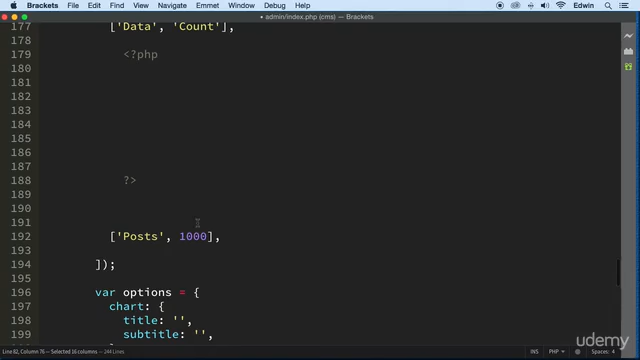 Brackets File Edit Find View Navigate Emmet Window Debug Help Edwin
• admin/index.php (cms) — Brackets
177 ['Data', 'Count'],
178
179 <?php
180
181
182
183
184
185
186
187
188 ?>
189
190
191
192 ['Posts', 1000],
193
194 ]);
195
196 var options = {
197 chart: {
198 title: '',
199 subtitle: '',
Line 82, Column 76 — Selected 16 columns — 244 Lines INS PHP Spaces: 4
udemy